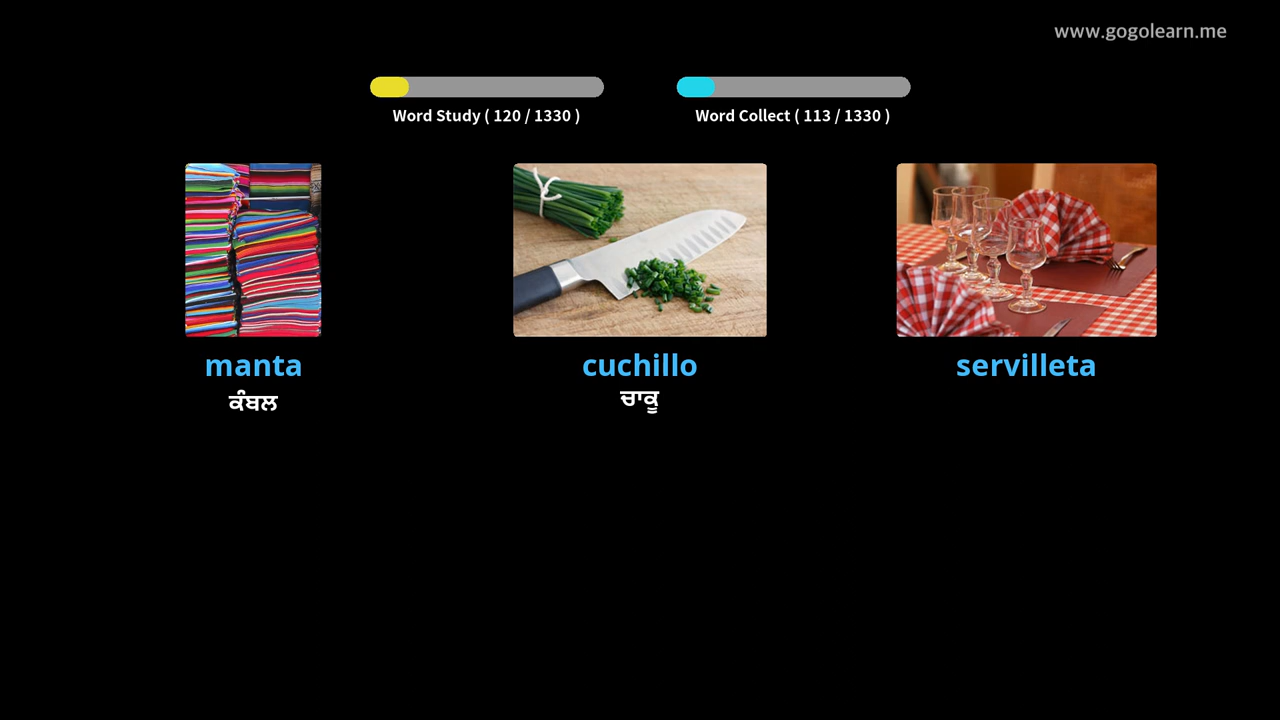 www.gogolearn.me
Word Study ( 120 / 1330 )
Word Collect ( 113 / 1330 )
manta
cuchillo
servilleta
ਕੰਬਲ
ਚਾਕੂ